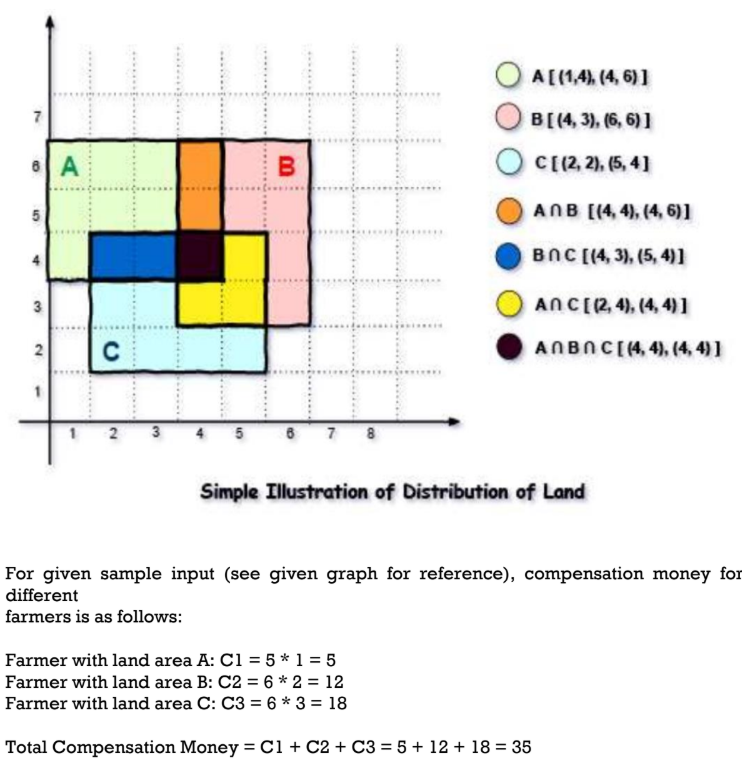 7
6
5
4
3
2
1
A
B
C
1 2 3 4 5 6 7 8
A [ (1,4), (4, 6) ]
B [ (4, 3), (6, 6) ]
C [ (2, 2), (5, 4 ]
A ∩ B [(4, 4), (4, 6)]
B ∩ C [(4, 3), (5, 4)]
A ∩ C [(2, 4), (4, 4)]
A ∩ B ∩ C [(4, 4), (4, 4)]
Simple Illustration of Distribution of Land
For given sample input (see given graph for reference), compensation money for
different
farmers is as follows:
Farmer with land area A: C1 = 5 * 1 = 5
Farmer with land area B: C2 = 6 * 2 = 12
Farmer with land area C: C3 = 6 * 3 = 18
Total Compensation Money = C1 + C2 + C3 = 5 + 12 + 18 = 35